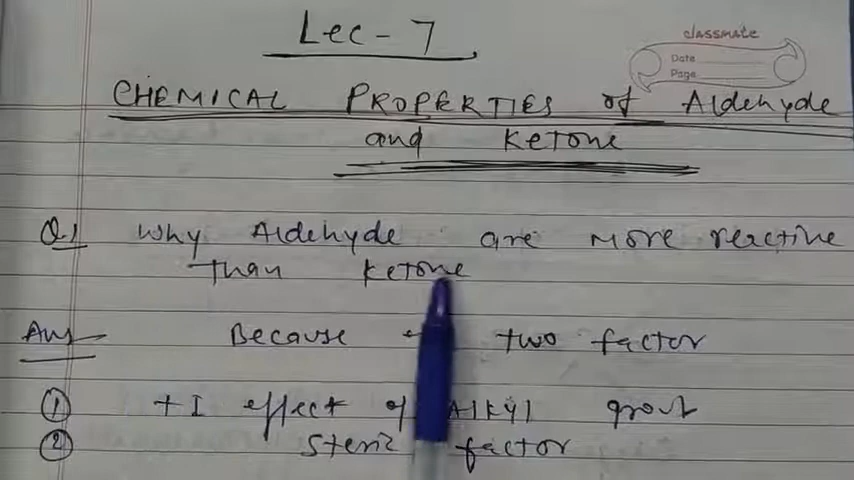 Lec - 7
classmate
Date
Page
CHEMICAL PROPERTIES of Aldehyde
and Ketone
Q1 Why Aldehyde are more reactive
Than Ketone
Ans Because two factor
① +I effect of Alkyl group
② Steric factor